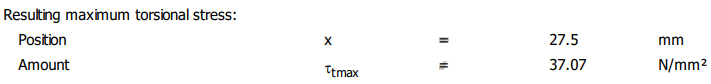 Resulting maximum torsional stress:
Position x = 27.5 mm
Amount τtmax = 37.07 N/mm²